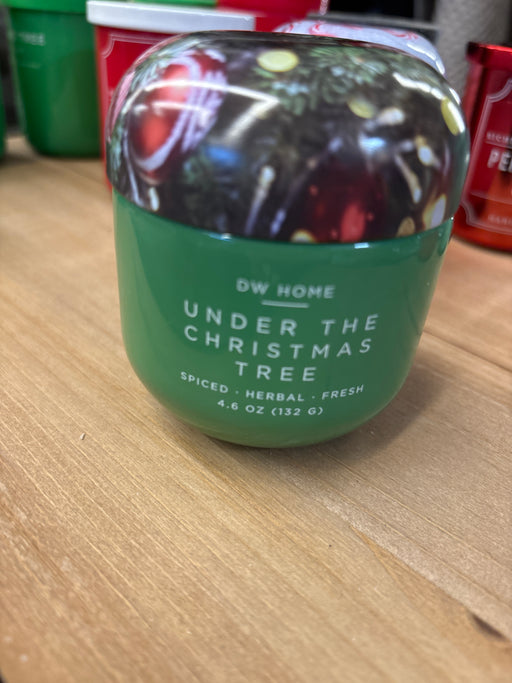 DW HOME
UNDER THE
CHRISTMAS
TREE
SPICED · HERBAL · FRESH
4.6 OZ (132 G)